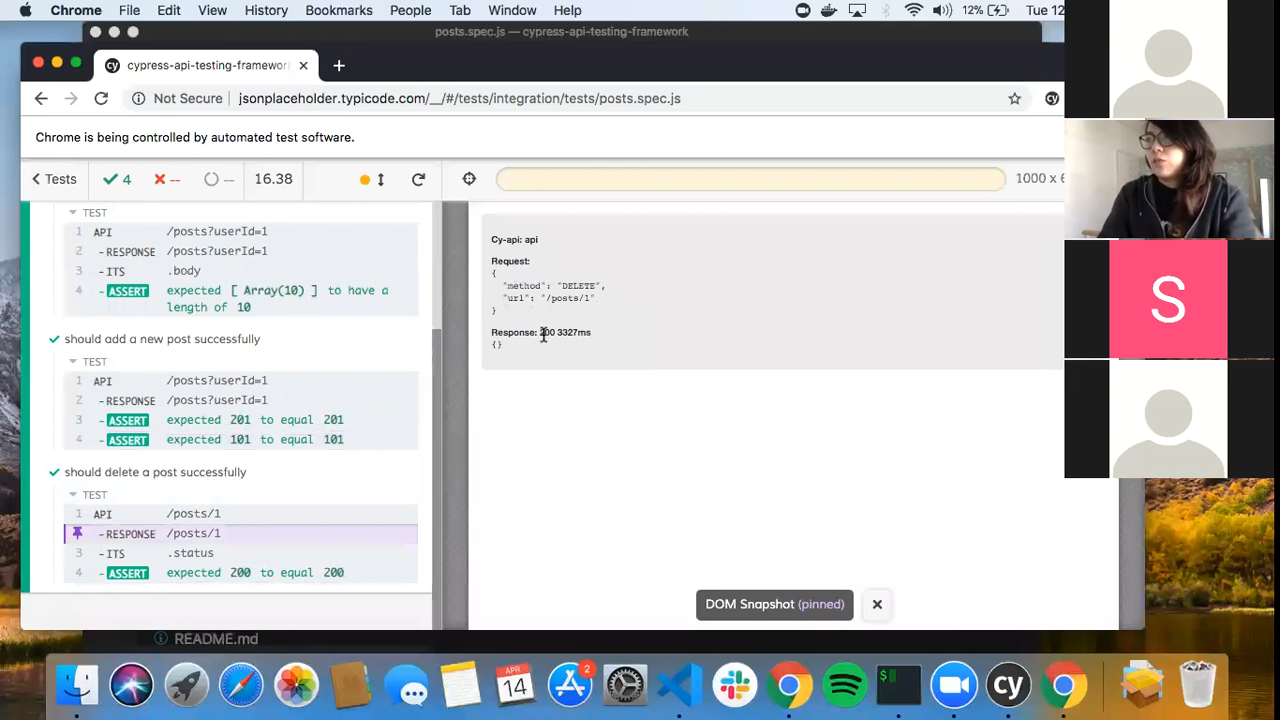 Chrome File Edit View History Bookmarks People Tab Window Help 12% Tue 12
posts.spec.js — cypress-api-testing-framework
cypress-api-testing-framework
Not Secure jsonplaceholder.typicode.com/__/#/tests/integration/tests/posts.spec.js
Chrome is being controlled by automated test software.
Tests 4 -- -- 16.38 1000 x 6
TEST
1 API /posts?userId=1
2 -RESPONSE /posts?userId=1
3 -ITS .body
4 -ASSERT expected [ Array(10) ] to have a
length of 10
should add a new post successfully
TEST
1 API /posts?userId=1
2 -RESPONSE /posts?userId=1
3 -ASSERT expected 201 to equal 201
4 -ASSERT expected 101 to equal 101
should delete a post successfully
TEST
1 API /posts/1
-RESPONSE /posts/1
3 -ITS .status
4 -ASSERT expected 200 to equal 200
Cy-api: api
Request:
{
"method": "DELETE",
"url": "/posts/1"
}
Response: 200 3327ms
{}
DOM Snapshot (pinned)
S
README.md
APR
14
2
$
cy